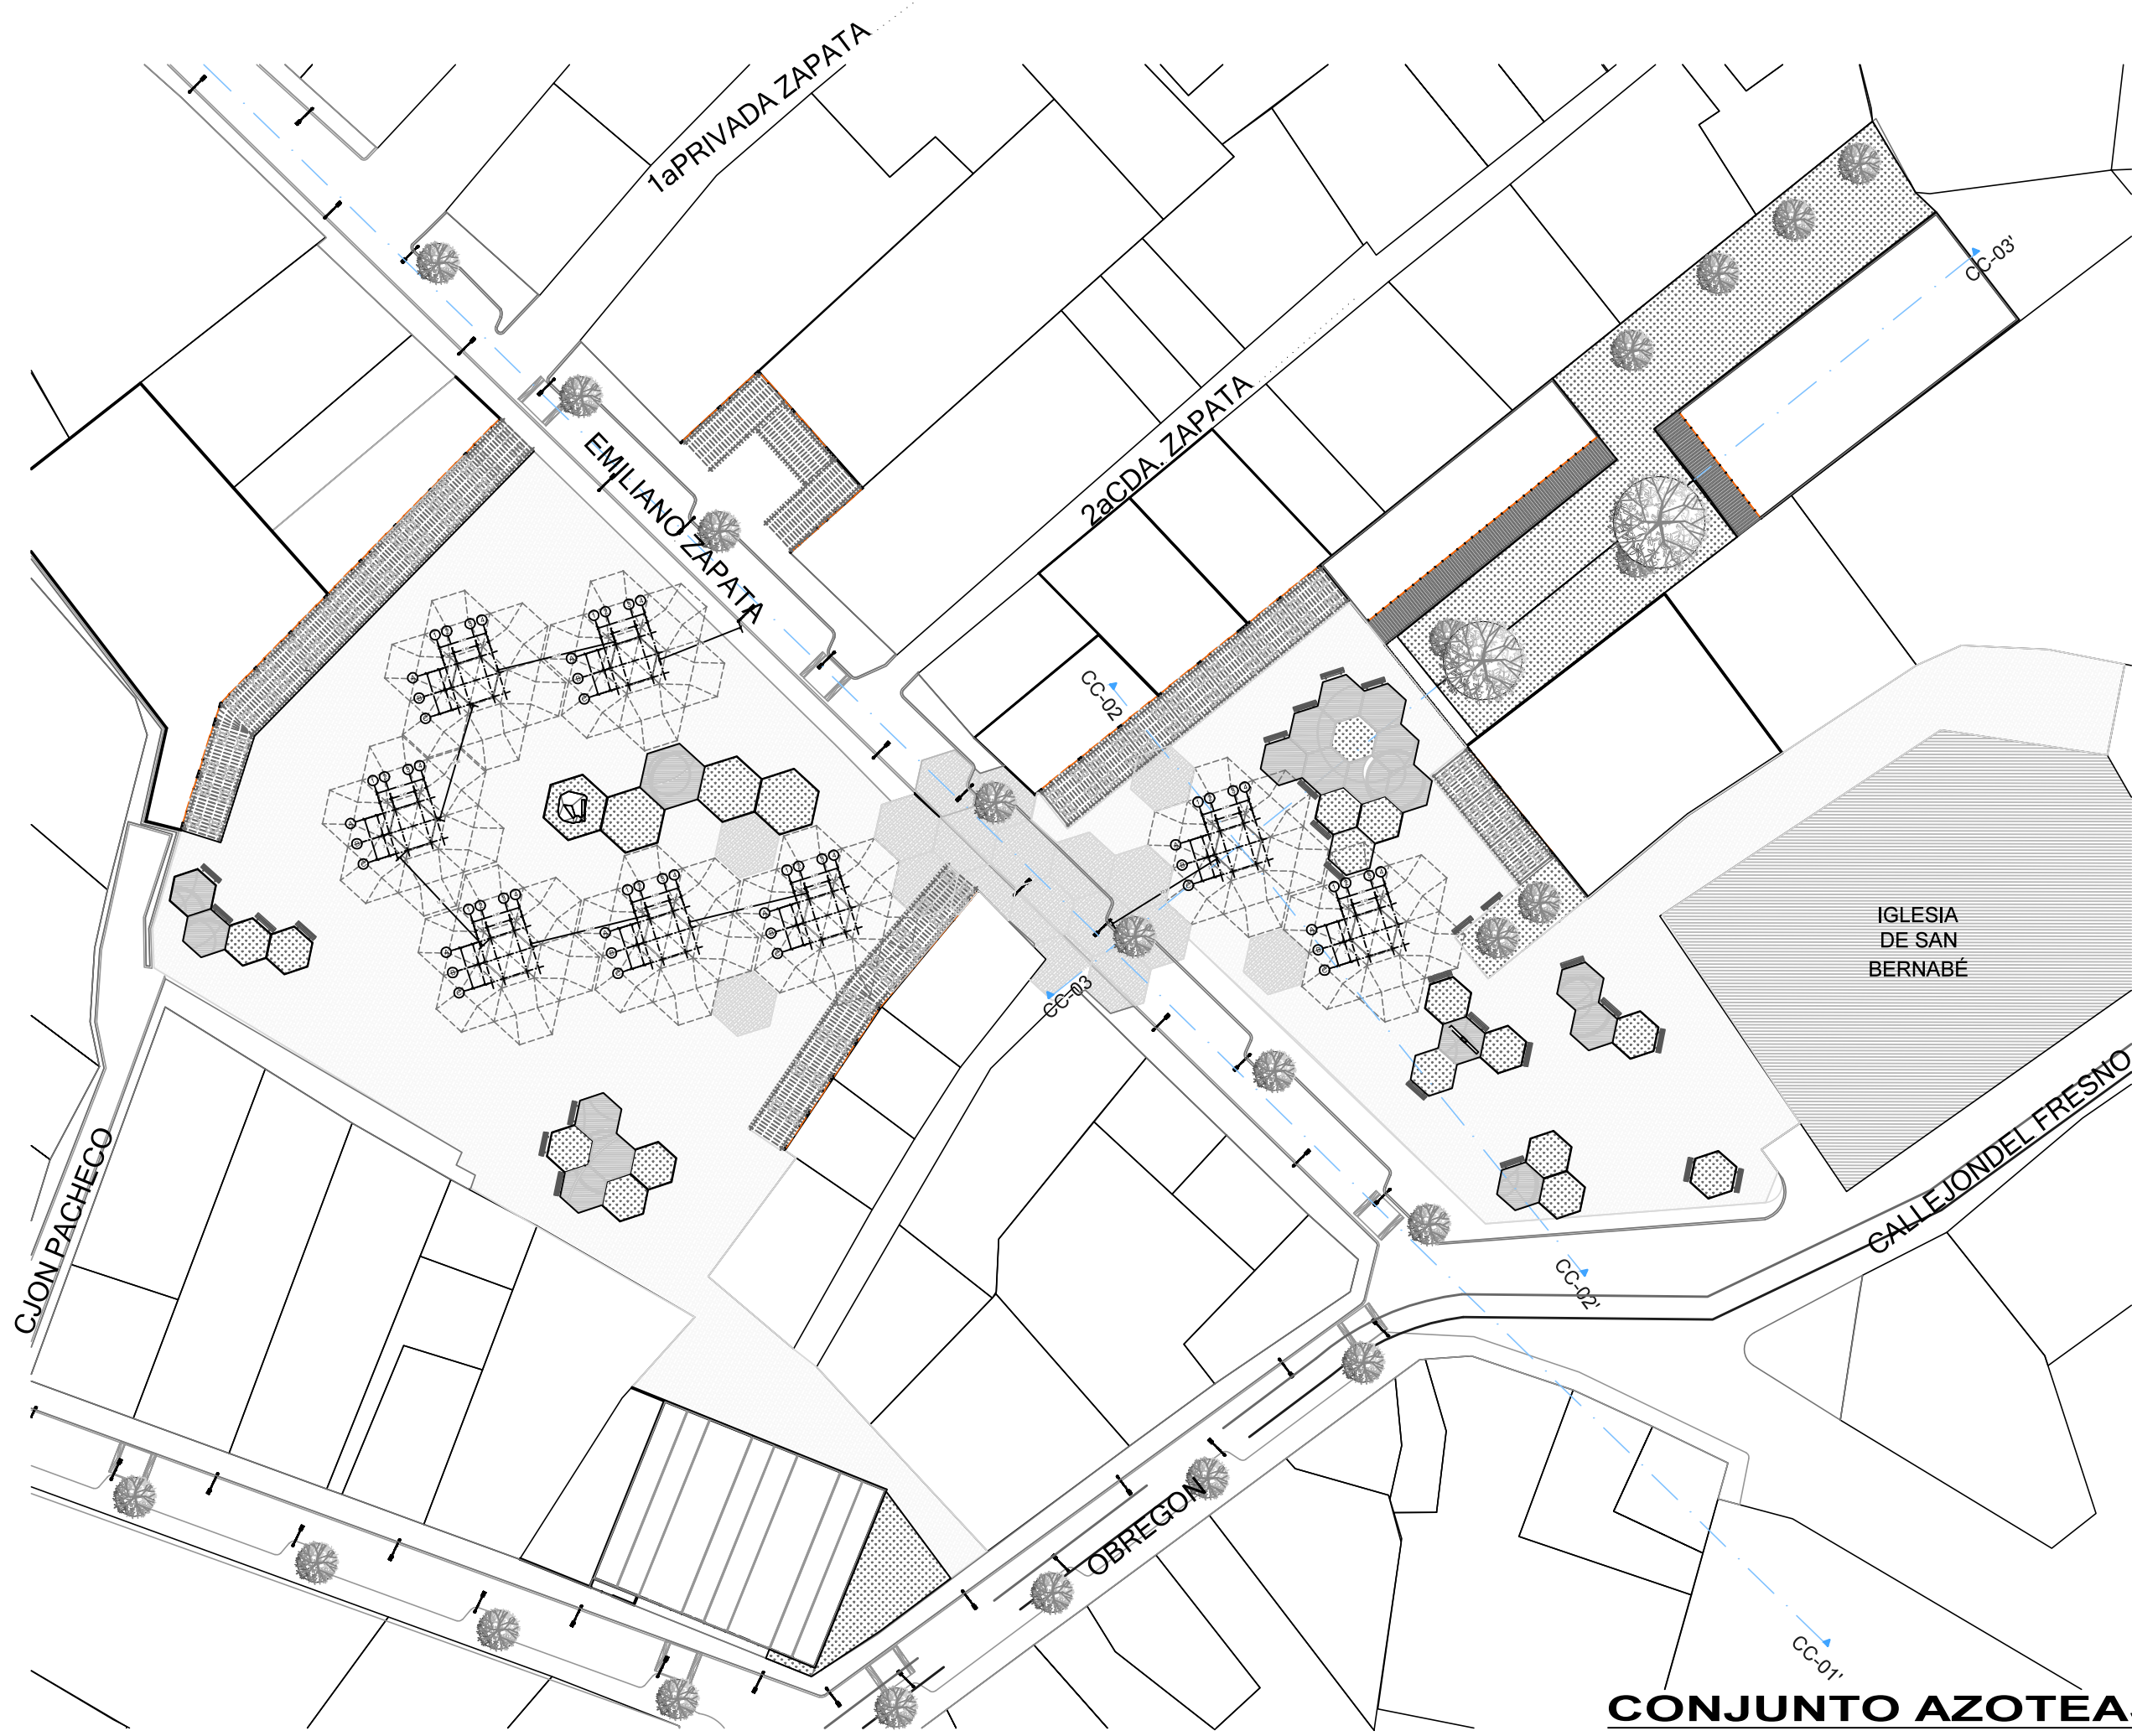 1aPRIVADA ZAPATA
CC-03'
EMILIANO ZAPATA
2aCDA. ZAPATA
CC-02
IGLESIA
DE SAN
BERNABÉ
CC-03
CALLEJONDEL FRESNO
CJON PACHECO
CC-02'
OBREGON
CC-01'
CONJUNTO AZOTEA